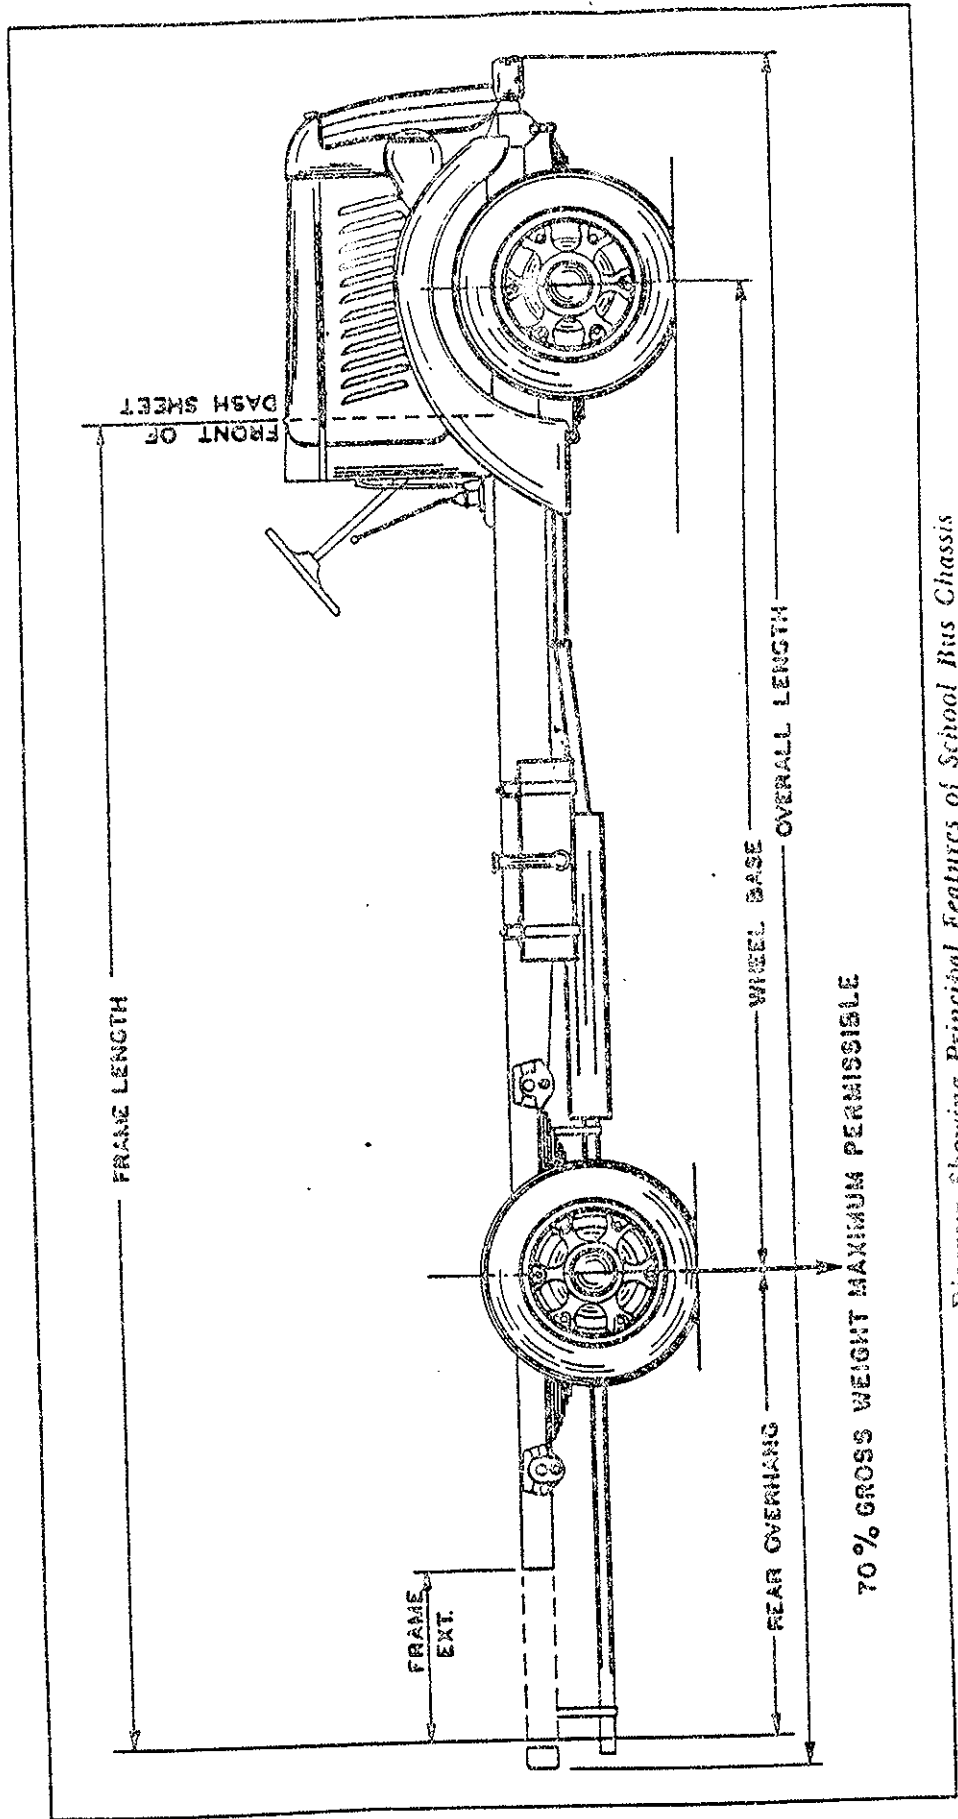 FRAME LENGTH
FRONT OF
DASH SHEET
FRAME
EXT.
REAR OVERHANG
WHEEL BASE
OVERALL LENGTH
70% GROSS WEIGHT MAXIMUM PERMISSIBLE
Diagram Showing Principal Features of School Bus Chassis